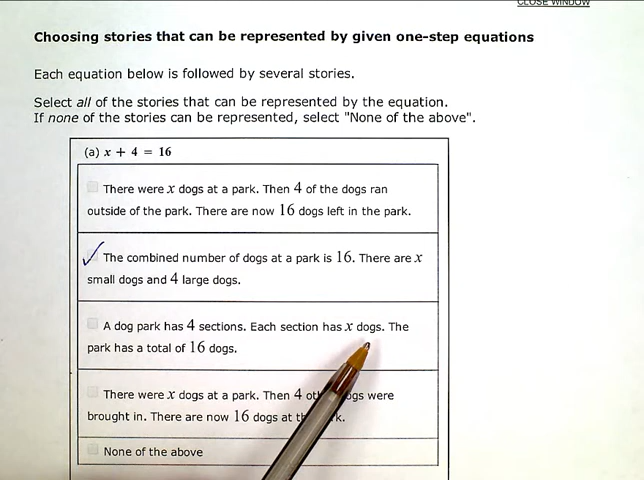 CLOSE WINDOW
Choosing stories that can be represented by given one-step equations
Each equation below is followed by several stories.
Select all of the stories that can be represented by the equation.
If none of the stories can be represented, select "None of the above".
(a) x + 4 = 16
There were x dogs at a park. Then 4 of the dogs ran
outside of the park. There are now 16 dogs left in the park.
The combined number of dogs at a park is 16. There are x
small dogs and 4 large dogs.
A dog park has 4 sections. Each section has x dogs. The
park has a total of 16 dogs.
There were x dogs at a park. Then 4 were
brought in. There are now 16 dogs at
None of the above